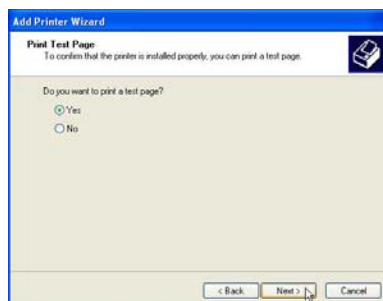 Add Printer Wizard
Print Test Page
To confirm that the printer is installed properly, you can print a test page.
Do you want to print a test page?
Yes
No
< Back Next > Cancel